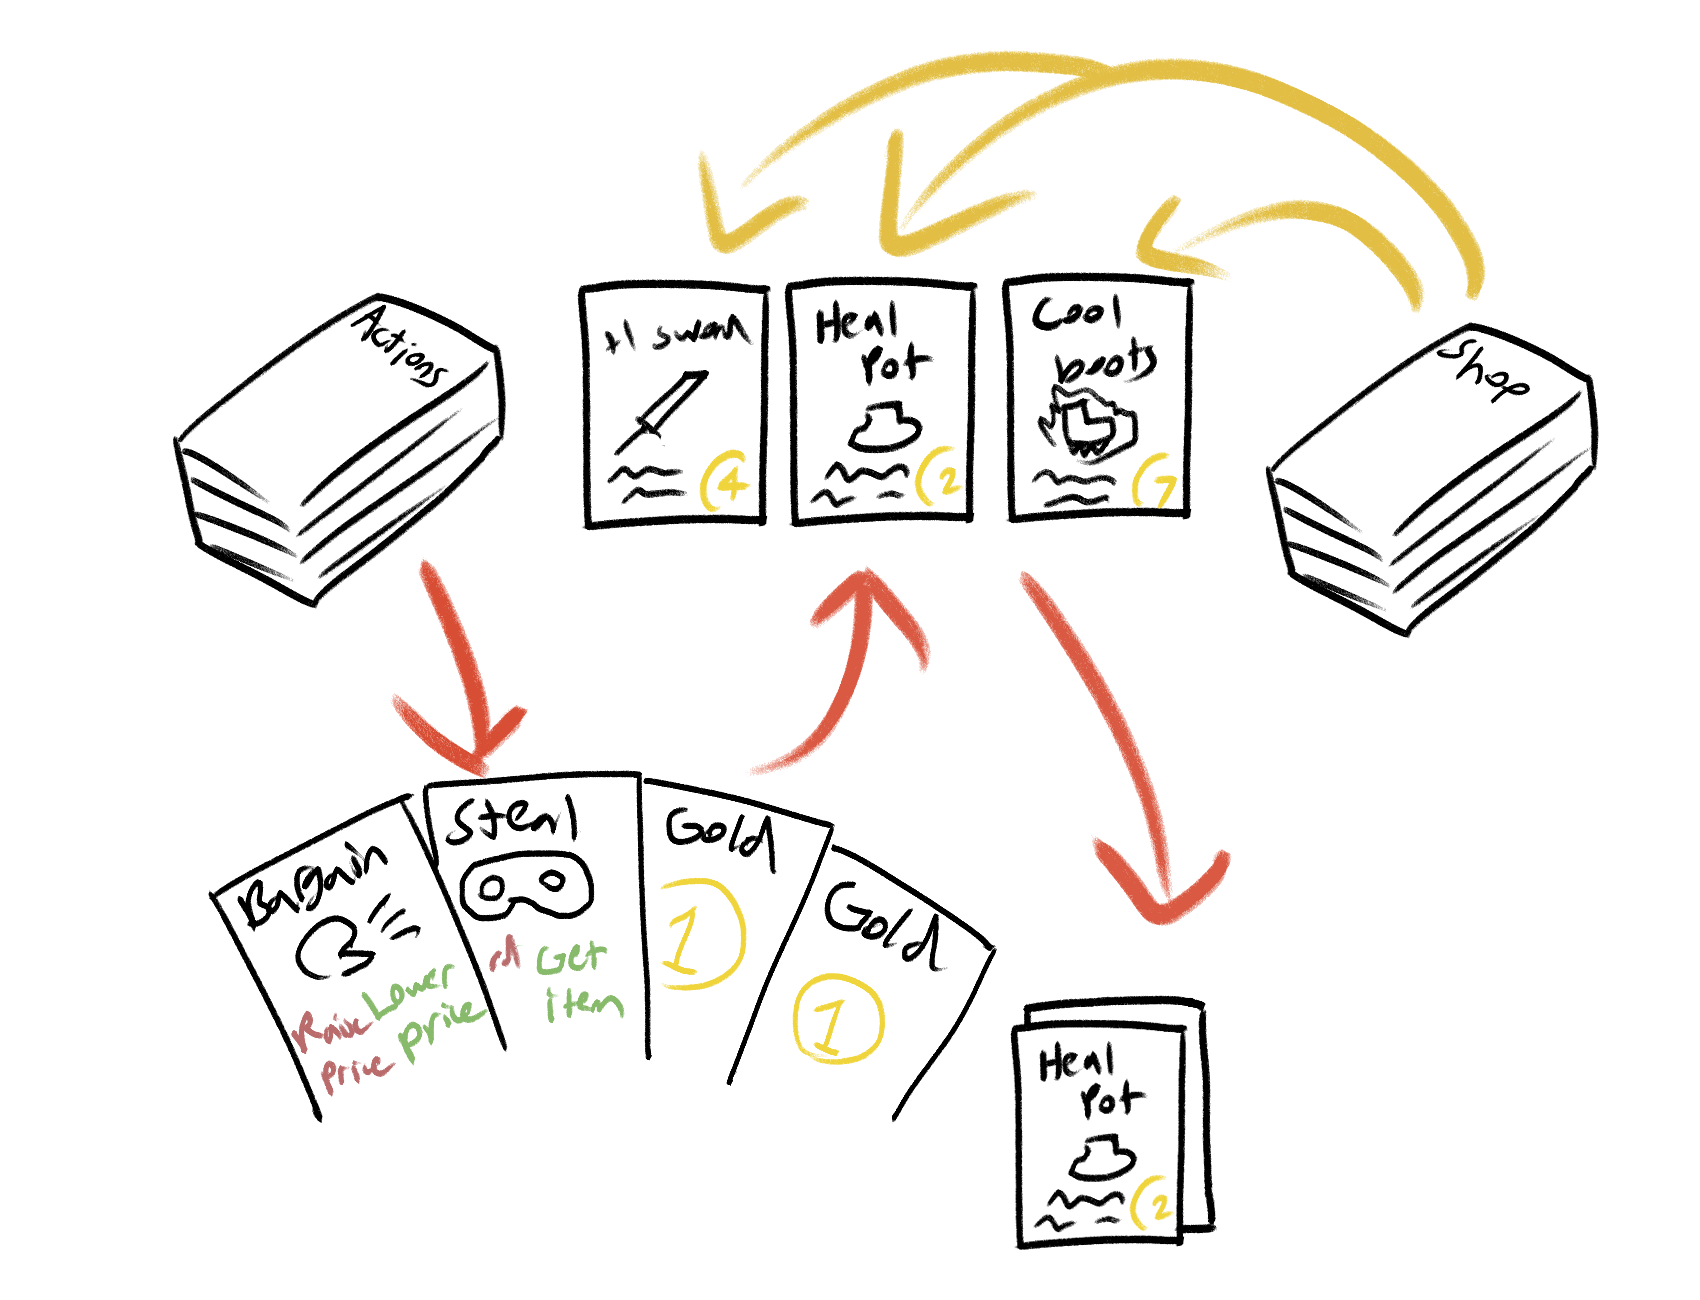 Actions
+1 sword
4
Heal
Pot
2
Cool
boots
7
Shop
Bargain
Raise
price
Lower
price
Steal
Get
item
Gold
1
Gold
1
Heal
Pot
2